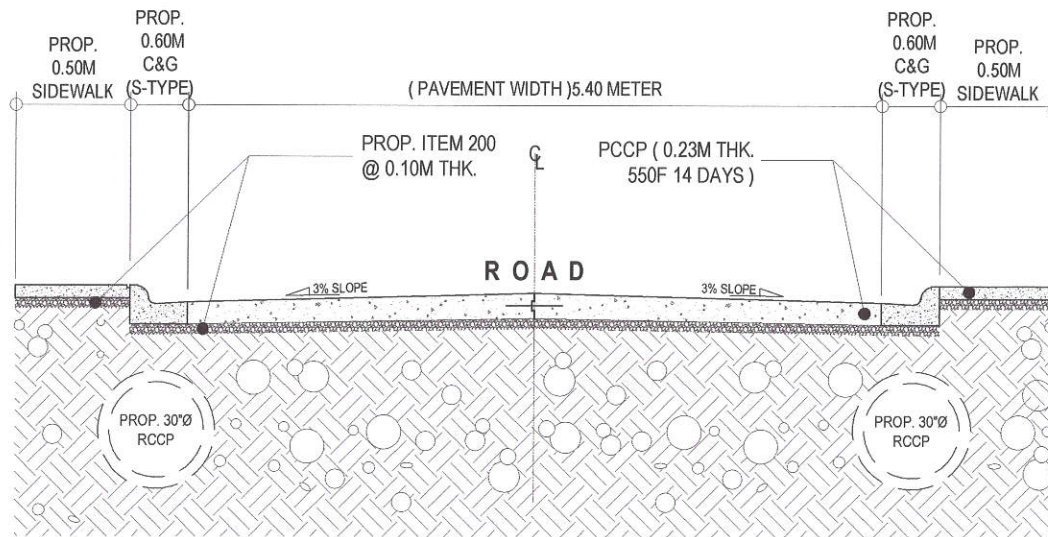 PROP.
0.50M
SIDEWALK
PROP.
0.60M
C&G
(S-TYPE)
( PAVEMENT WIDTH )5.40 METER
PROP.
0.60M
C&G
(S-TYPE)
PROP.
0.50M
SIDEWALK
PROP. ITEM 200
@ 0.10M THK.
CL
PCCP ( 0.23M THK.
550F 14 DAYS )
ROAD
3% SLOPE
3% SLOPE
PROP. 30"Ø
RCCP
PROP. 30"Ø
RCCP